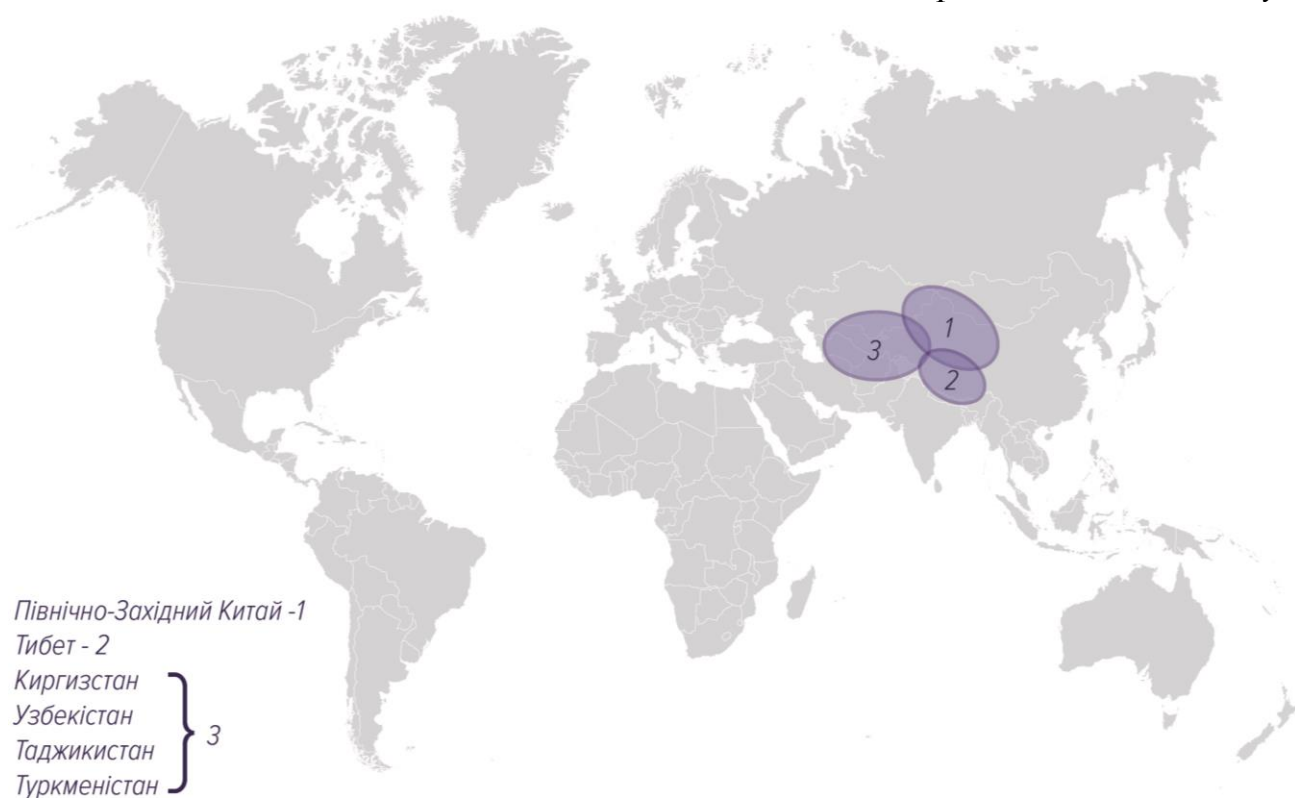 1
3
2
Північно-Західний Китай -1
Тибет - 2
Киргизстан
Узбекістан
3
Таджикистан
Туркменістан